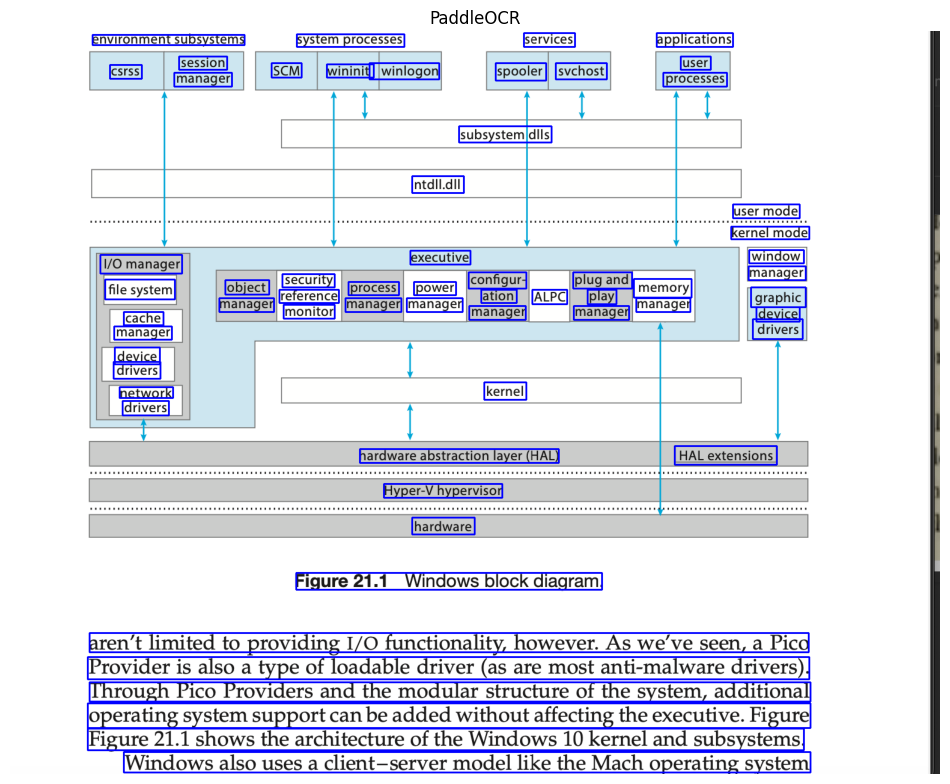 PaddleOCR
environment subsystems
system processes
services
applications
csrss
session
manager
SCM
wininit
winlogon
spooler
svchost
user
processes
subsystem dlls
ntdll.dll
user mode
kernel mode
executive
I/O manager
file system
cache
manager
device
drivers
network
drivers
object
manager
security
reference
monitor
process
manager
power
manager
configur-
ation
manager
ALPC
plug and
play
manager
memory
manager
window
manager
graphic
device
drivers
kernel
hardware abstraction layer (HAL)
HAL extensions
Hyper-V hypervisor
hardware
Figure 21.1 Windows block diagram.
aren't limited to providing I/O functionality, however. As we've seen, a Pico
Provider is also a type of loadable driver (as are most anti-malware drivers).
Through Pico Providers and the modular structure of the system, additional
operating system support can be added without affecting the executive. Figure
Figure 21.1 shows the architecture of the Windows 10 kernel and subsystems.
Windows also uses a client–server model like the Mach operating system